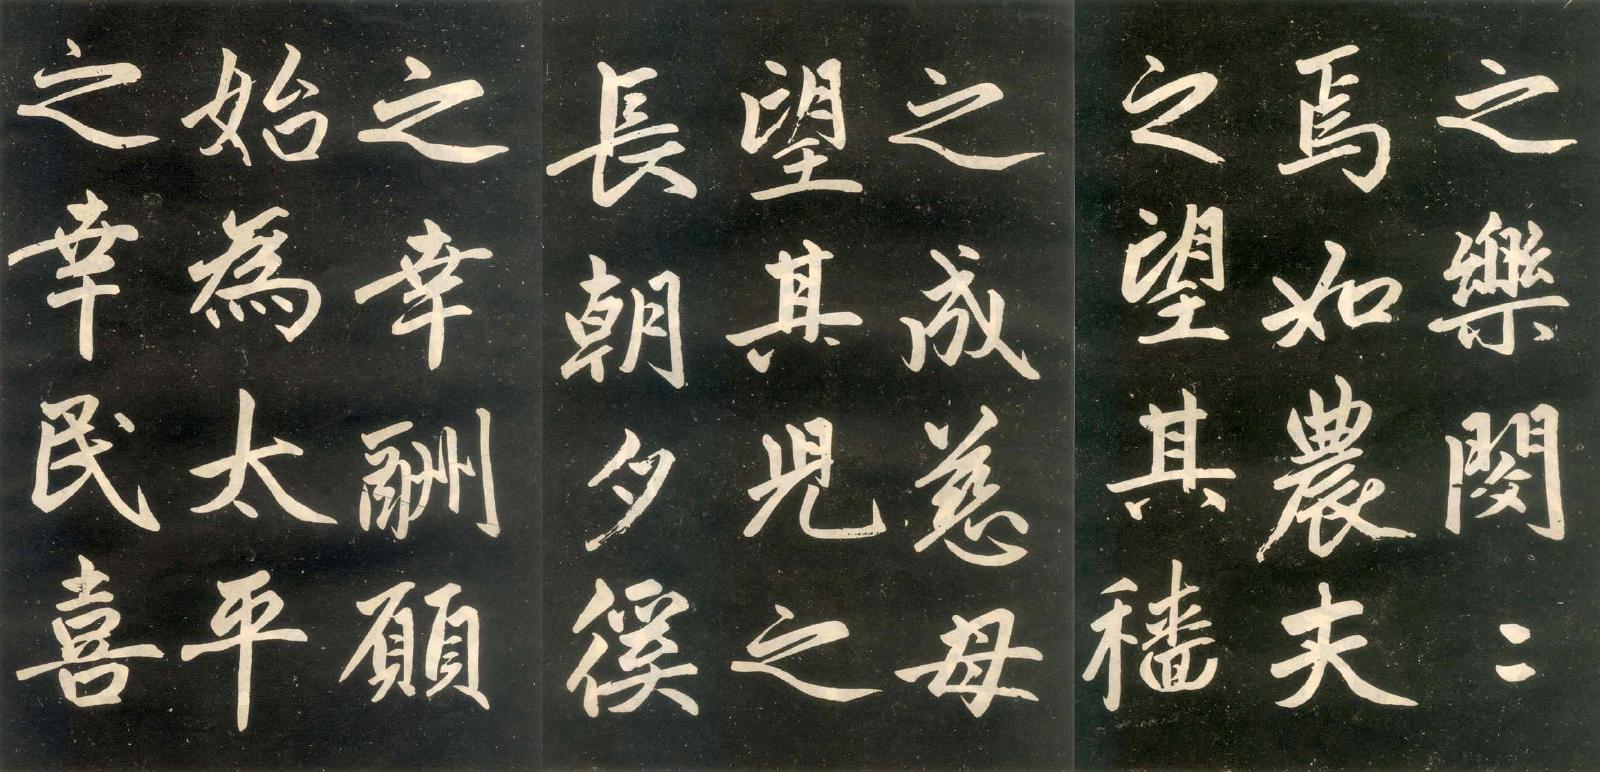 之樂閔〻
焉如農夫
之望其穡
之成慈母
望其兒之
長朝夕徯
之幸酬願
始為太平
之幸民喜